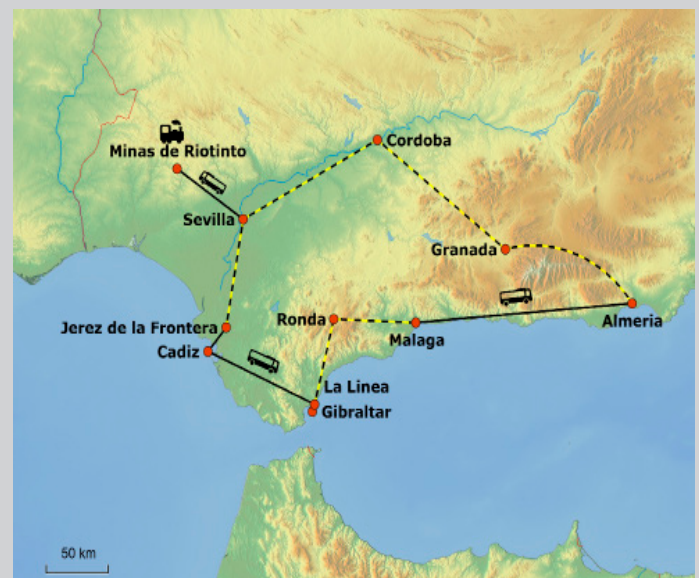 Cordoba
Minas de Riotinto
Sevilla
Granada
Almeria
Ronda
Malaga
Jerez de la Frontera
Cadiz
La Linea
Gibraltar
50 km